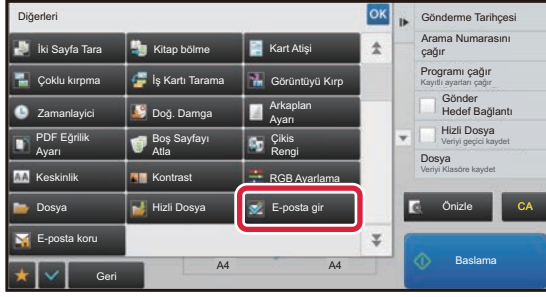 Diğerleri
OK
İki Sayfa Tara
Kitap bölme
Kart Atişi
Çoklu kırpma
İş Kartı Tarama
Görüntüyü Kırp
Zamanlayici
Doğ. Damga
Arkaplan
Ayarı
PDF Eğrilik
Ayarı
Boş Sayfayı
Atla
Çikis
Rengi
AA
Keskinlik
Kontrast
RGB Ayarlama
Dosya
Hizli Dosya
E-posta gir
E-posta koru
Geri
A4
A4
Gönderme Tarihçesi
Arama Numarasını
çağır
Programı çağır
Kayıtlı ayarları çağır
Gönder
Hedef Bağlantı
Hizli Dosya
Veriyi geçici kaydet
Dosya
Veriyi Klasöre kaydet
Önizle
CA
Baslama